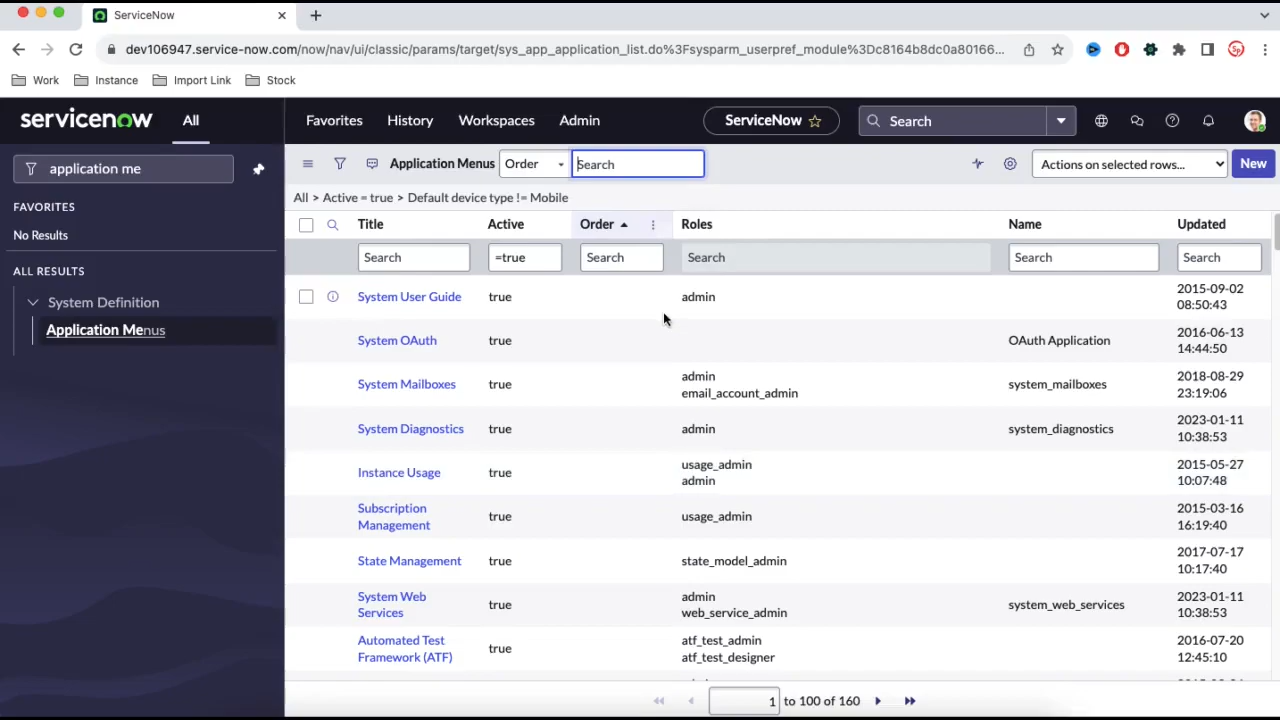 ServiceNow
dev106947.service-now.com/now/nav/ui/classic/params/target/sys_app_application_list.do%3Fsysparm_userpref_module%3Dc8164b8dc0a80166...
Work Instance Import Link Stock
servicenow All Favorites History Workspaces Admin ServiceNow Search
application me
FAVORITES
No Results
ALL RESULTS
System Definition
Application Menus
Application Menus Order Search Actions on selected rows... New
All > Active = true > Default device type != Mobile
Title Active Order Roles Name Updated
Search =true Search Search Search Search
System User Guide true admin 2015-09-02
08:50:43
System OAuth true OAuth Application 2016-06-13
14:44:50
System Mailboxes true admin
email_account_admin system_mailboxes 2018-08-29
23:19:06
System Diagnostics true admin system_diagnostics 2023-01-11
10:38:53
Instance Usage true usage_admin
admin 2015-05-27
10:07:48
Subscription
Management true usage_admin 2015-03-16
16:19:40
State Management true state_model_admin 2017-07-17
10:17:40
System Web
Services true admin
web_service_admin system_web_services 2023-01-11
10:38:53
Automated Test
Framework (ATF) true atf_test_admin
atf_test_designer 2016-07-20
12:45:10
1 to 100 of 160